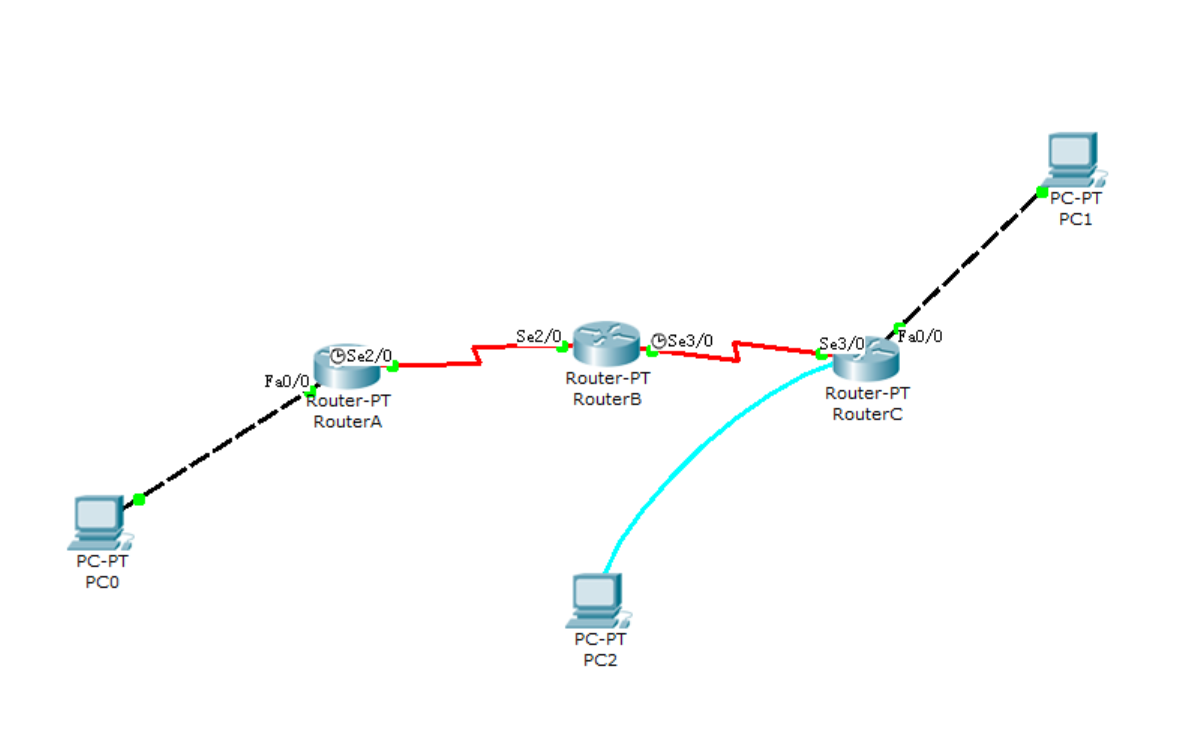 PC-PT
PC1
Se2/0
Fa0/0
Router-PT
RouterA
Se2/0
Se3/0
Router-PT
RouterB
Se3/0
Fa0/0
Router-PT
RouterC
PC-PT
PC0
PC-PT
PC2